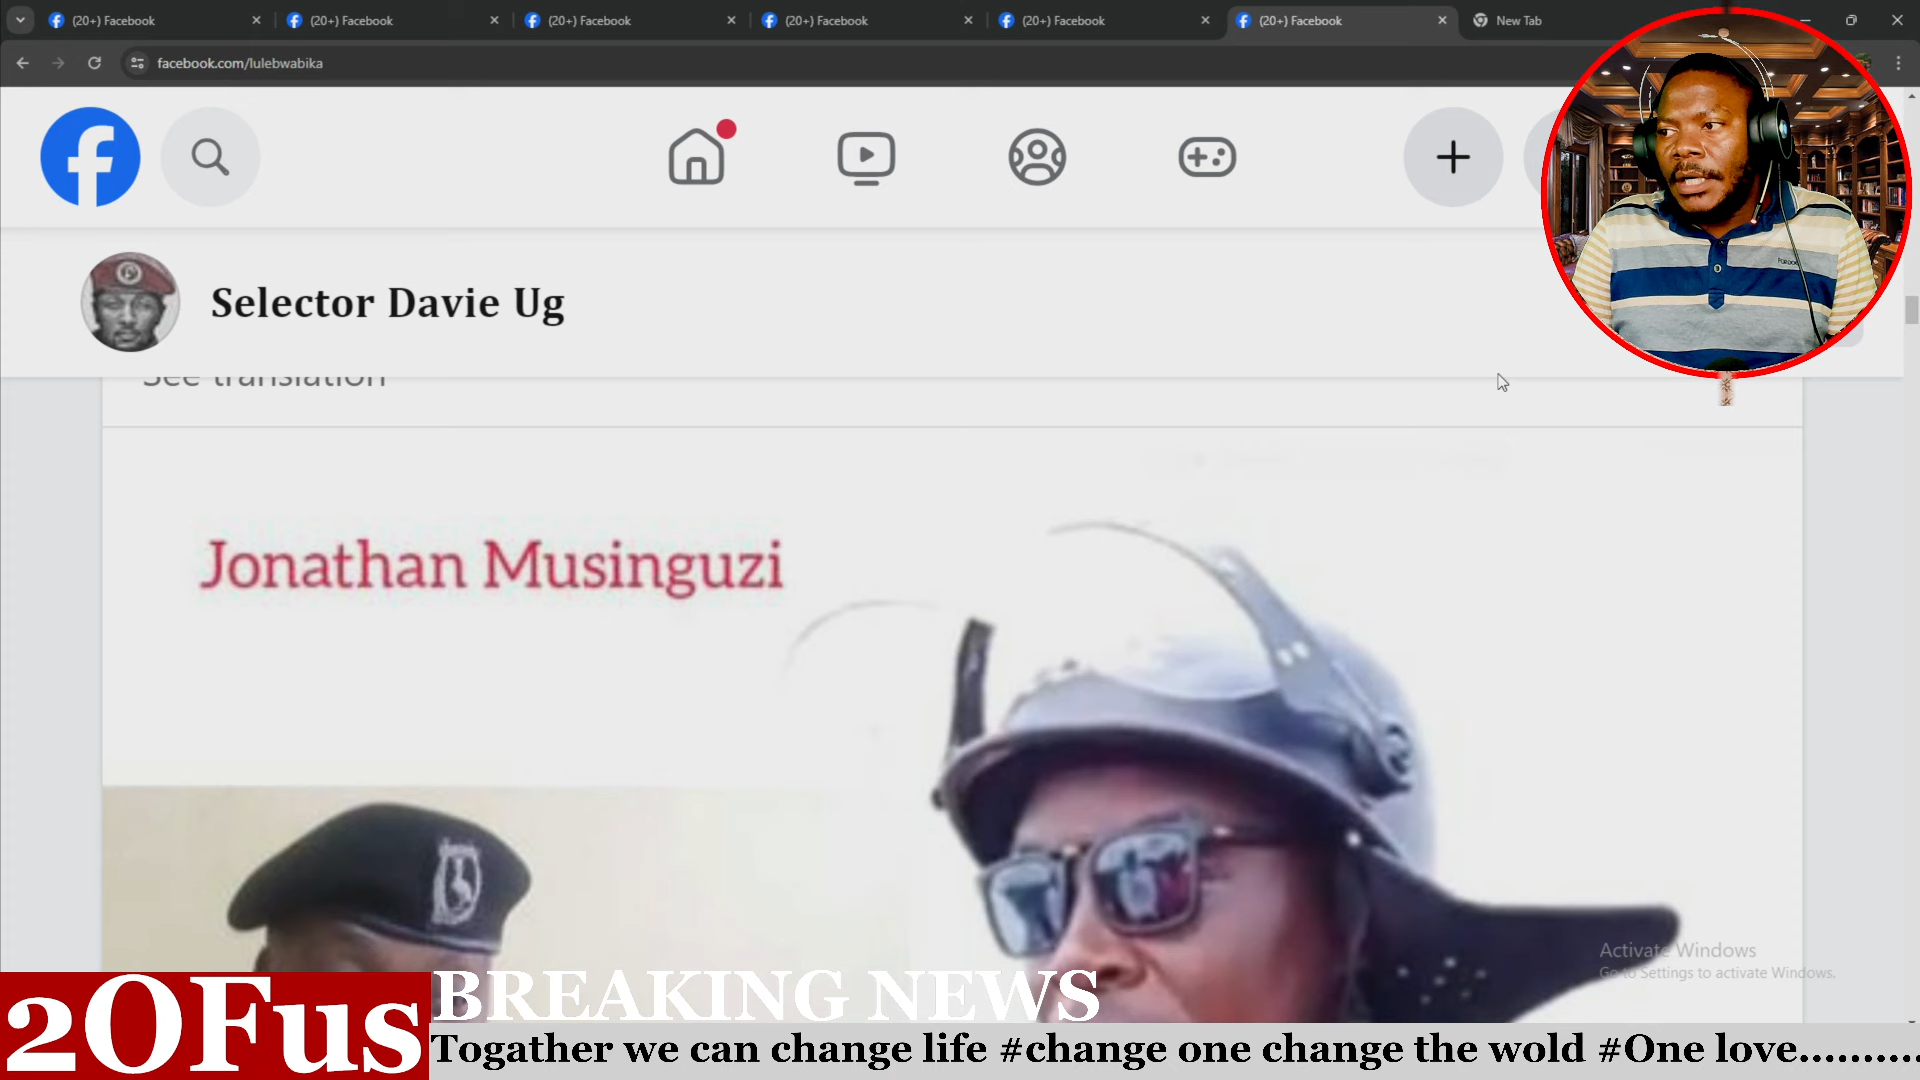 (20+) Facebook
(20+) Facebook
(20+) Facebook
(20+) Facebook
(20+) Facebook
(20+) Facebook
New Tab
facebook.com/lulebwabika
Selector Davie Ug
See translation
Jonathan Musinguzi
Activate Windows
Go to Settings to activate Windows.
2OFus
BREAKING NEWS
Togather we can change life #change one change the wold #One love..........